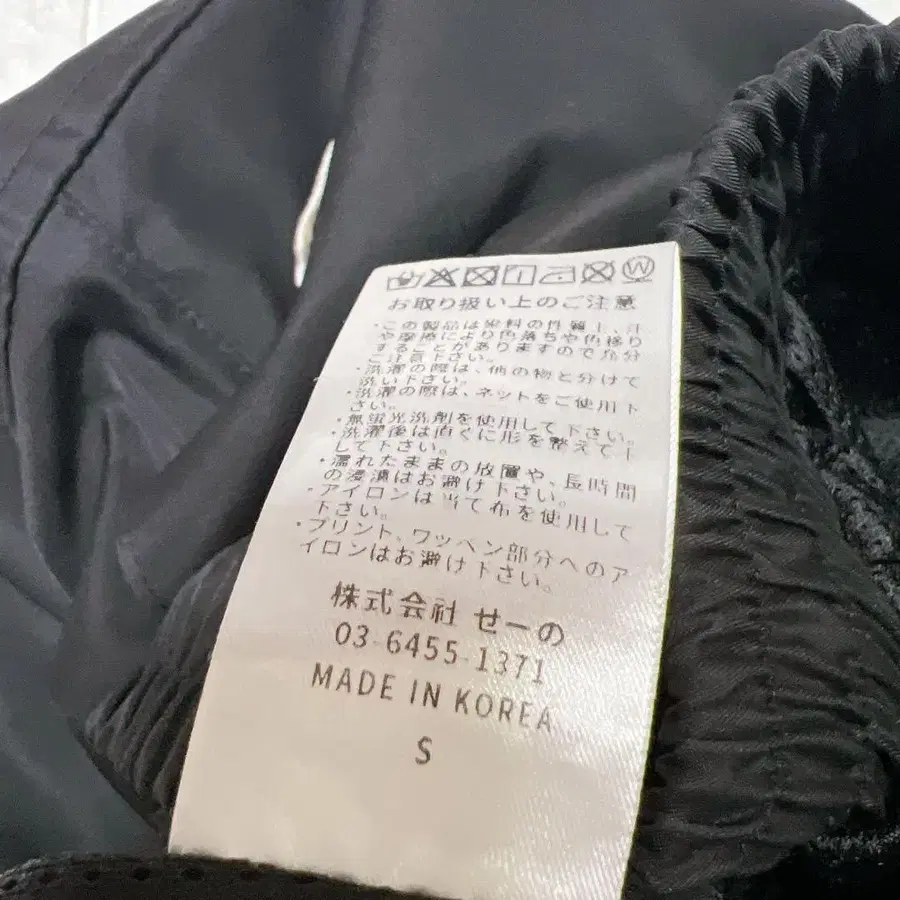 お取り扱い上のご注意
・この製品は染料の性質上、汗
や摩擦により色落ちや色移り
することがありますので充分
ご注意下さい。
・洗濯の際は、他の物と分けて
洗い下さい。
・洗濯の際は、ネットをご使用下
さい。
・無蛍光洗剤を使用して下さい。
・洗濯後は直ぐに形を整えて干
して下さい。
・濡れたままの放置や、長時間
の浸漬はお避け下さい。
・アイロンは当て布を使用して
下さい。
・プリント、ワッペン部分へのア
イロンはお避け下さい。
株式会社 せーの
03-6455-1371
MADE IN KOREA
S